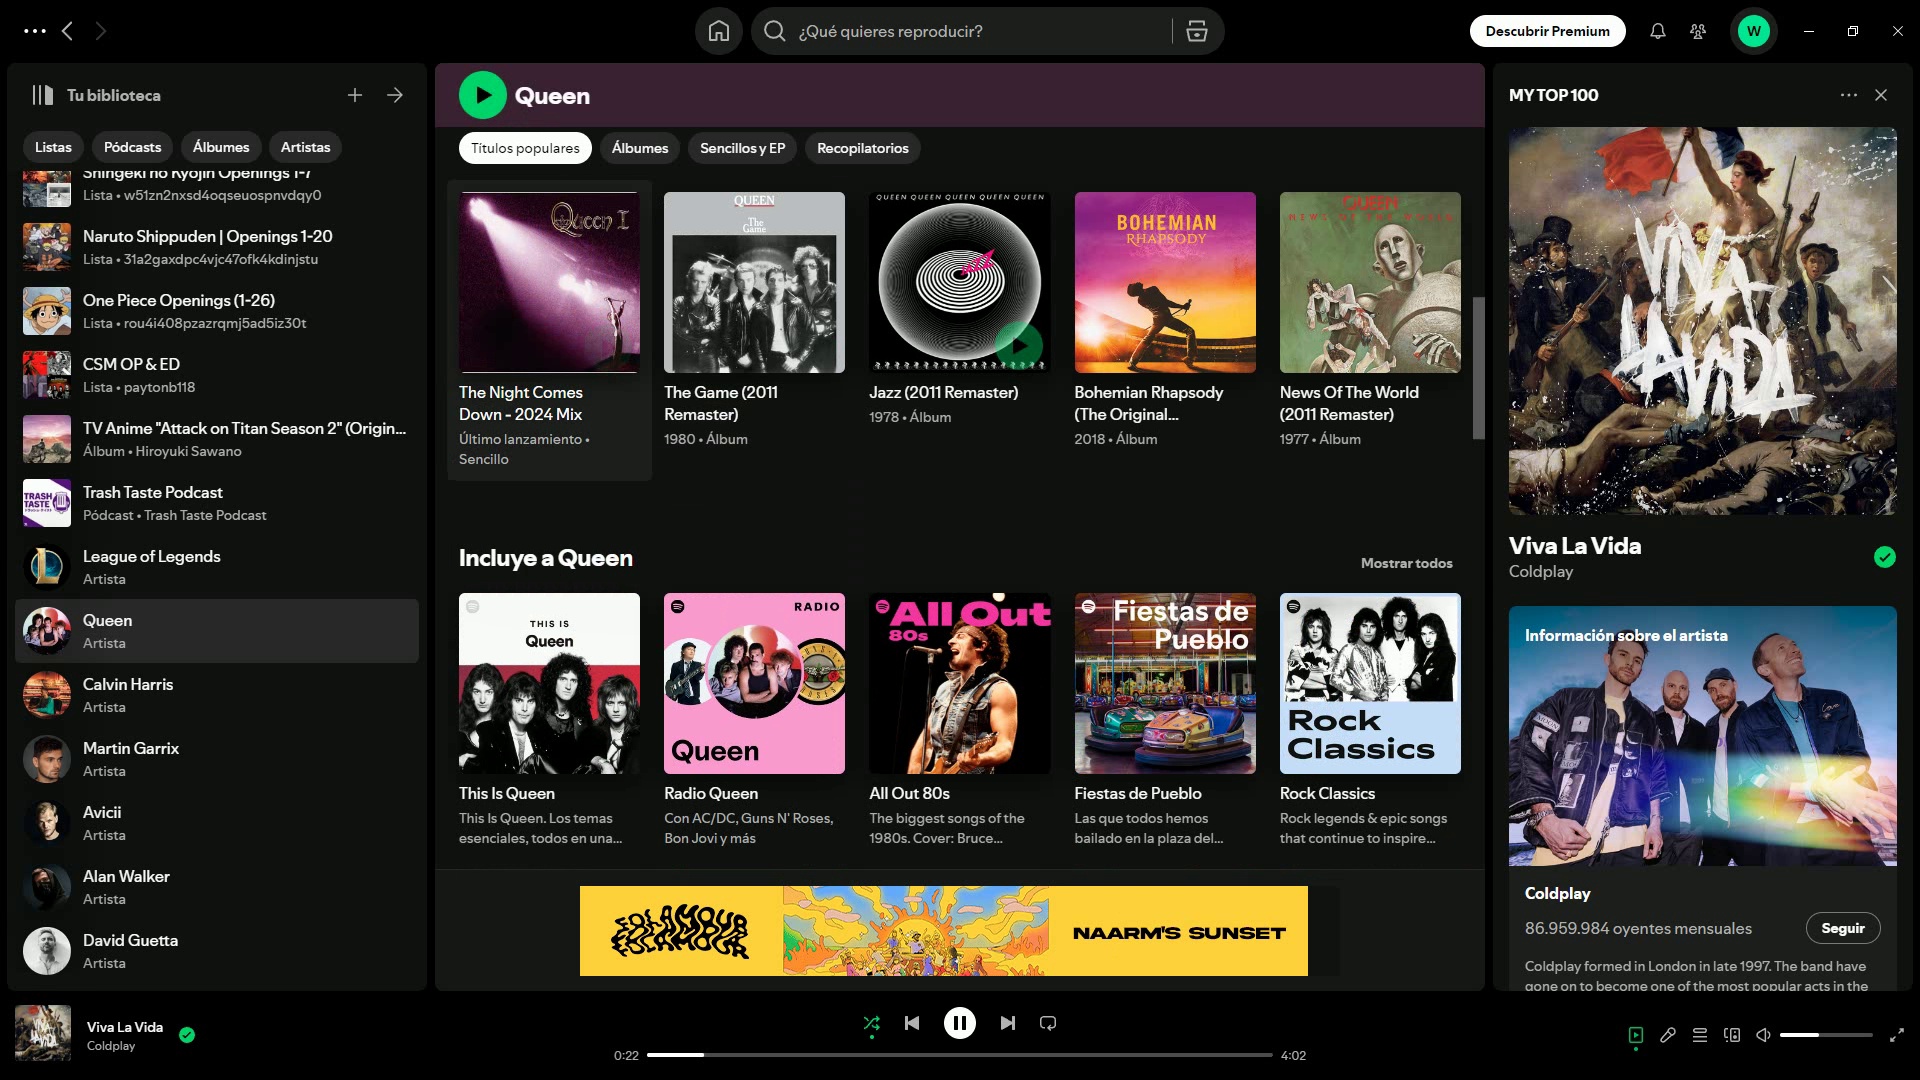 ¿Qué quieres reproducir?
Descubrir Premium
W
Tu biblioteca
Listas
Pódcasts
Álbumes
Artistas
Shingeki no Kyojin Openings 1-7
Lista • w51zn2nxsd4oqseuospnvdqy0
Naruto Shippuden | Openings 1-20
Lista • 31a2gaxdpc4vjc47ofk4kdinjstu
One Piece Openings (1-26)
Lista • rou4i408pzazrqmj5ad5iz30t
CSM OP & ED
Lista • paytonb118
TV Anime "Attack on Titan Season 2" (Origin...
Álbum • Hiroyuki Sawano
TRASH
TASTE
Trash Taste Podcast
Pódcast • Trash Taste Podcast
League of Legends
Artista
Queen
Artista
Calvin Harris
Artista
Martin Garrix
Artista
Avicii
Artista
Alan Walker
Artista
David Guetta
Artista
Queen
Títulos populares
Álbumes
Sencillos y EP
Recopilatorios
Queen I
The Night Comes
Down - 2024 Mix
Último lanzamiento •
Sencillo
QUEEN
The
Game
The Game (2011
Remaster)
1980 • Álbum
QUEEN QUEEN QUEEN QUEEN QUEEN QUEEN
Jazz (2011 Remaster)
1978 • Álbum
BOHEMIAN
RHAPSODY
Bohemian Rhapsody
(The Original...
2018 • Álbum
QUEEN
NEWS OF THE WORLD
News Of The World
(2011 Remaster)
1977 • Álbum
Incluye a Queen
Mostrar todos
THIS IS
Queen
This Is Queen
This Is Queen. Los temas
esenciales, todos en una...
RADIO
Queen
Radio Queen
Con AC/DC, Guns N' Roses,
Bon Jovi y más
All Out
80s
All Out 80s
The biggest songs of the
1980s. Cover: Bruce...
Fiestas de
Pueblo
Fiestas de Pueblo
Las que todos hemos
bailado en la plaza del...
Rock
Classics
Rock Classics
Rock legends & epic songs
that continue to inspire...
FOLAMOUR
NAARM'S SUNSET
MY TOP 100
VIVA
LA VIDA
Viva La Vida
Coldplay
Información sobre el artista
Coldplay
86.959.984 oyentes mensuales
Seguir
Coldplay formed in London in late 1997. The band have
gone on to become one of the most popular acts in the
Viva La Vida
Coldplay
0:22
4:02